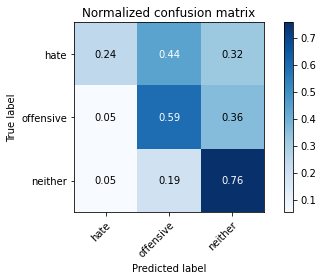 Normalized confusion matrix
True label
hate
0.24 0.44 0.32
offensive
0.05 0.59 0.36
neither
0.05 0.19 0.76
hate offensive neither
Predicted label
0.7
0.6
0.5
0.4
0.3
0.2
0.1